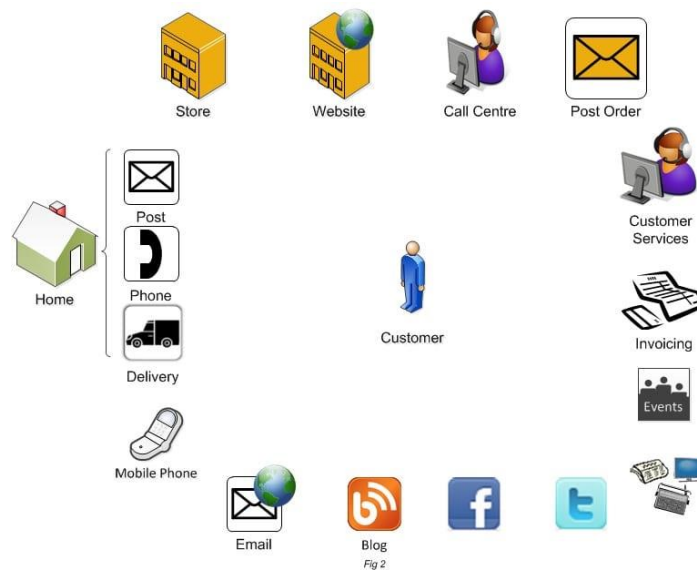 Store
Website
Call Centre
Post Order
Post
Customer
Services
Home
Phone
Customer
Invoicing
Delivery
Events
Mobile Phone
Email
Blog
Fig 2